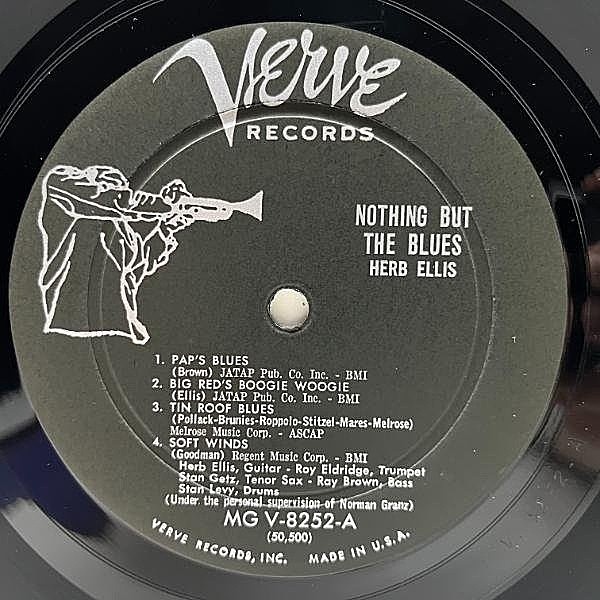 Verve
RECORDS
NOTHING BUT
THE BLUES
HERB ELLIS
1. PAP'S BLUES
(Brown) JATAP Pub. Co. Inc. - BMI
2. BIG RED'S BOOGIE WOOGIE
(Ellis) JATAP Pub. Co. Inc. - BMI
3. TIN ROOF BLUES
(Pollack-Brunies-Roppolo-Stitzel-Mares-Melrose)
Melrose Music Corp. - ASCAP
4. SOFT WINDS
(Goodman) Regent Music Corp. - BMI
Herb Ellis, Guitar - Roy Eldridge, Trumpet
Stan Getz, Tenor Sax - Ray Brown, Bass
Stan Levy, Drums
(Under the personal supervision of Norman Granz)
MG V-8252-A
(50,500)
VERVE RECORDS, INC. MADE IN U.S.A.